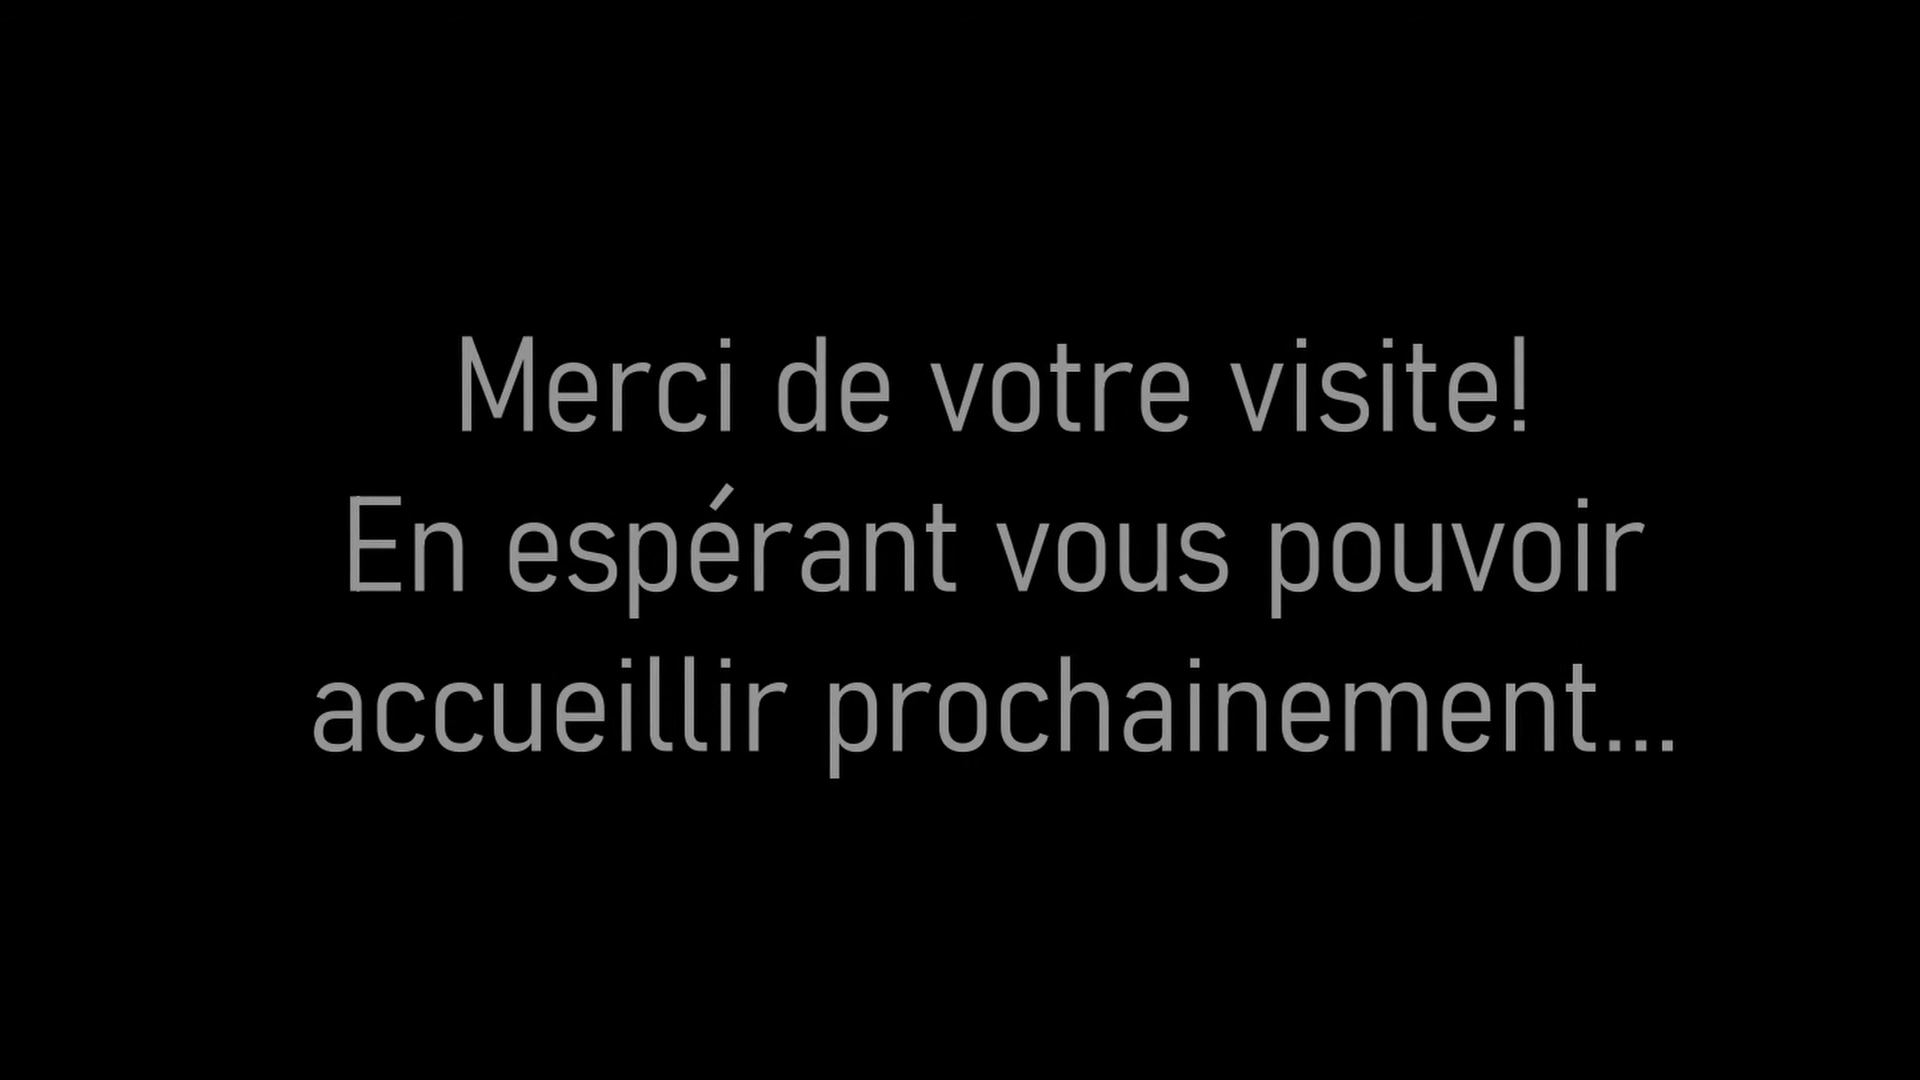 Merci de votre visite!
En espérant vous pouvoir
accueillir prochainement...